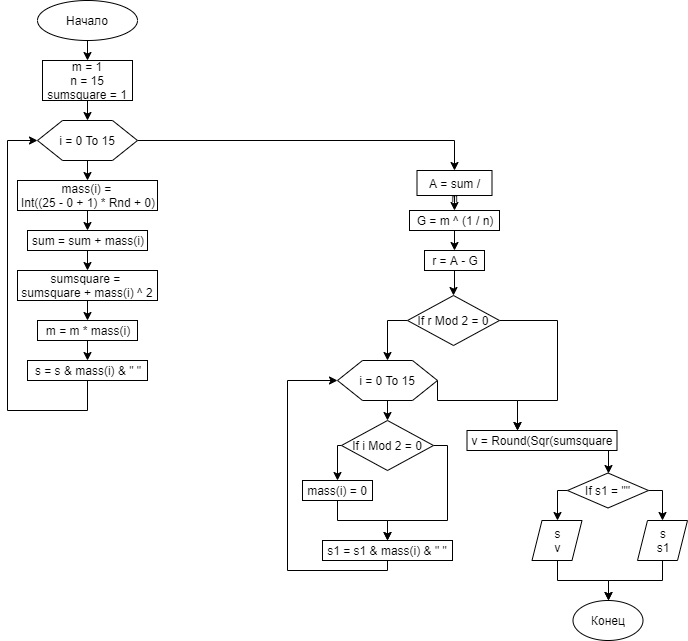 Начало
m = 1
n = 15
sumsquare = 1
i = 0 To 15
mass(i) =
Int((25 - 0 + 1) * Rnd + 0)
sum = sum + mass(i)
sumsquare =
sumsquare + mass(i) ^ 2
m = m * mass(i)
s = s & mass(i) & " "
A = sum /
G = m ^ (1 / n)
r = A - G
If r Mod 2 = 0
i = 0 To 15
If i Mod 2 = 0
mass(i) = 0
s1 = s1 & mass(i) & " "
v = Round(Sqr(sumsquare
If s1 = ""
s
v
s
s1
Конец